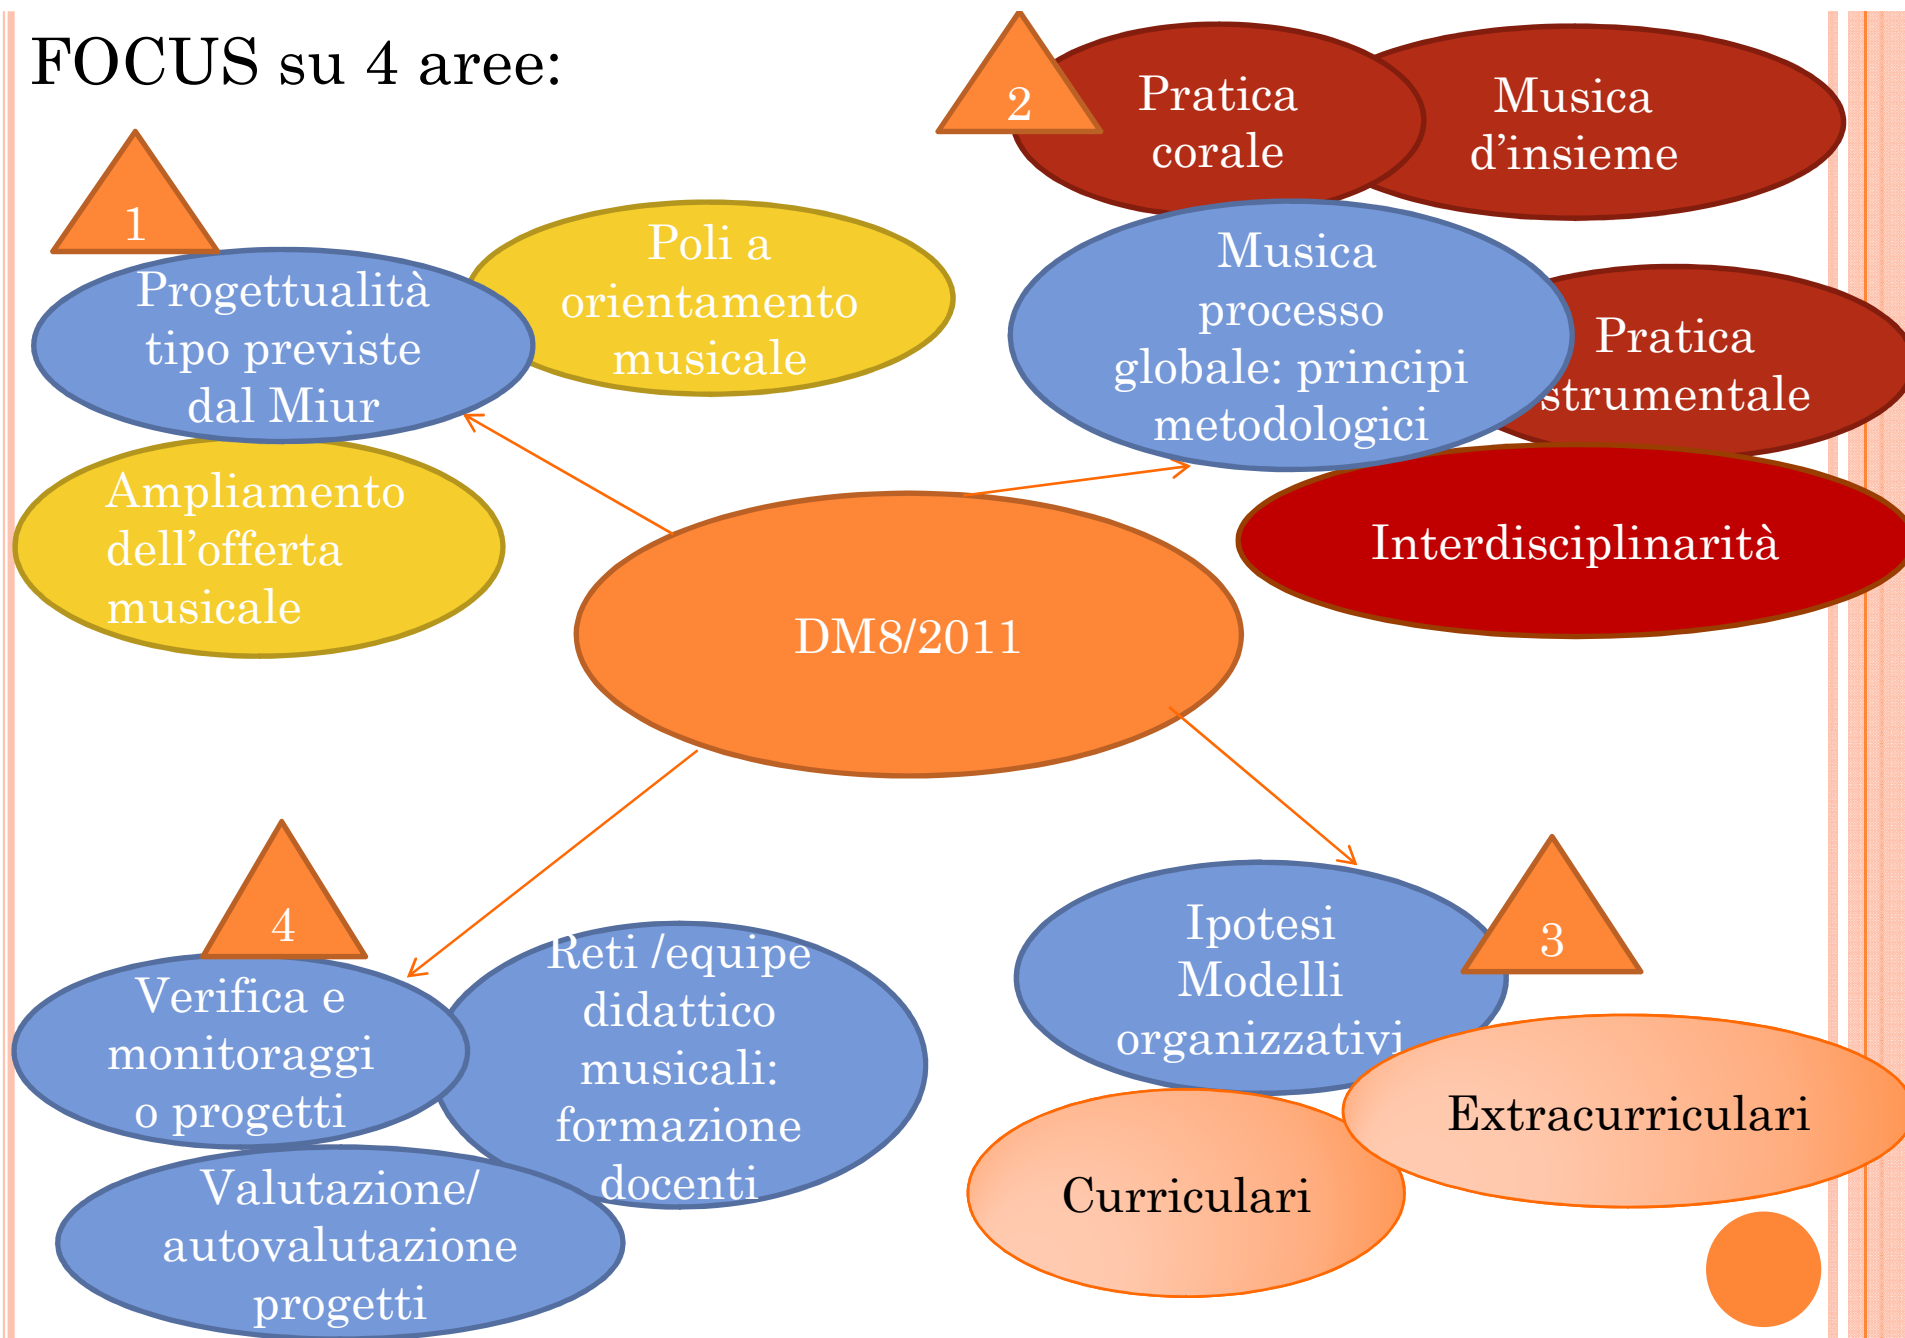 FOCUS su 4 aree:
1
Progettualità
tipo previste
dal Miur
Poli a
orientamento
musicale
Ampliamento
dell'offerta
musicale
2
Pratica
corale
Musica
d'insieme
Musica
processo
globale: principi
metodologici
Pratica
strumentale
Interdisciplinarità
DM8/2011
4
Verifica e
monitoraggi
o progetti
Reti /equipe
didattico
musicali:
formazione
docenti
Valutazione/
autovalutazione
progetti
3
Ipotesi
Modelli
organizzativi
Extracurriculari
Curriculari